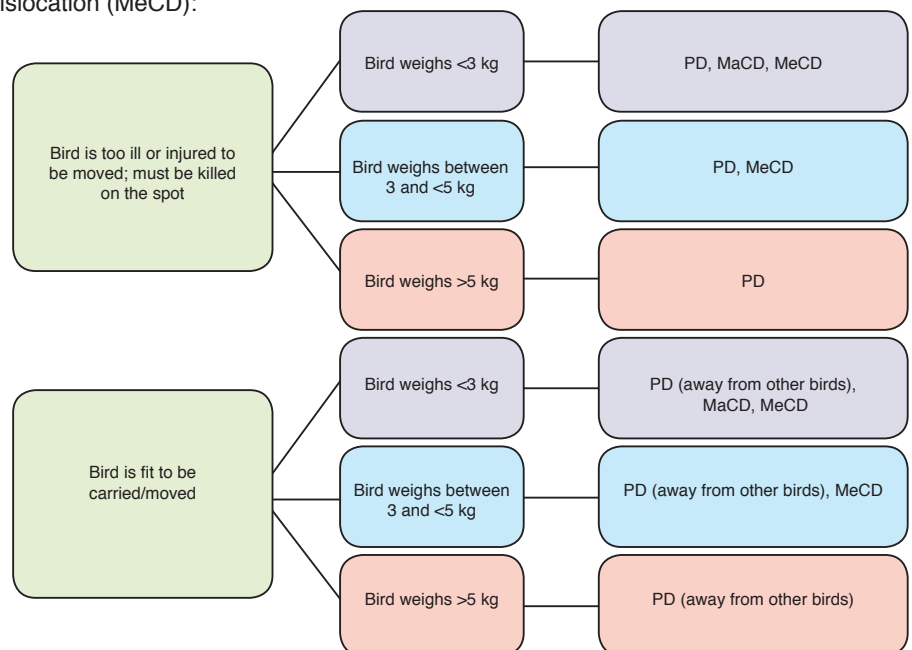 islocation (MeCD):
Bird is too ill or injured to
be moved; must be killed
on the spot
Bird weighs <3 kg
PD, MaCD, MeCD
Bird weighs between
3 and <5 kg
PD, MeCD
Bird weighs >5 kg
PD
Bird is fit to be
carried/moved
Bird weighs <3 kg
PD (away from other birds),
MaCD, MeCD
Bird weighs between
3 and <5 kg
PD (away from other birds), MeCD
Bird weighs >5 kg
PD (away from other birds)